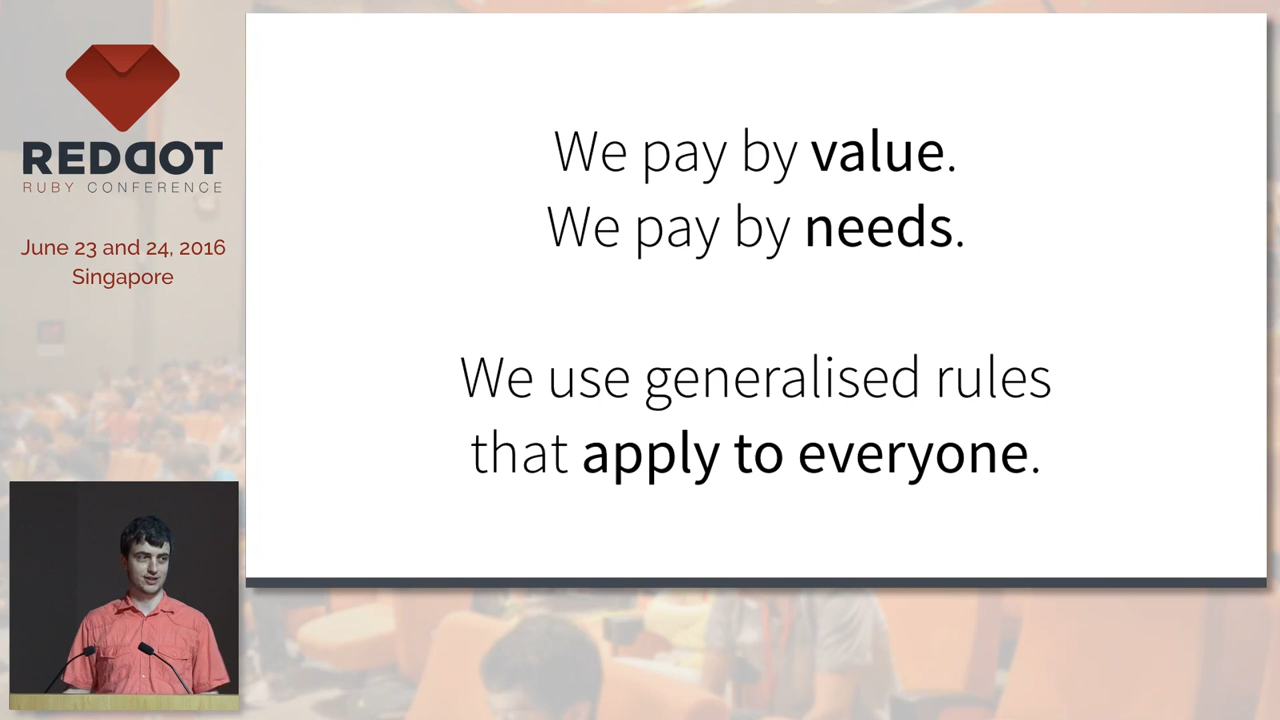 REDDOT
RUBY CONFERENCE
June 23 and 24, 2016
Singapore
We pay by value.
We pay by needs.
We use generalised rules
that apply to everyone.